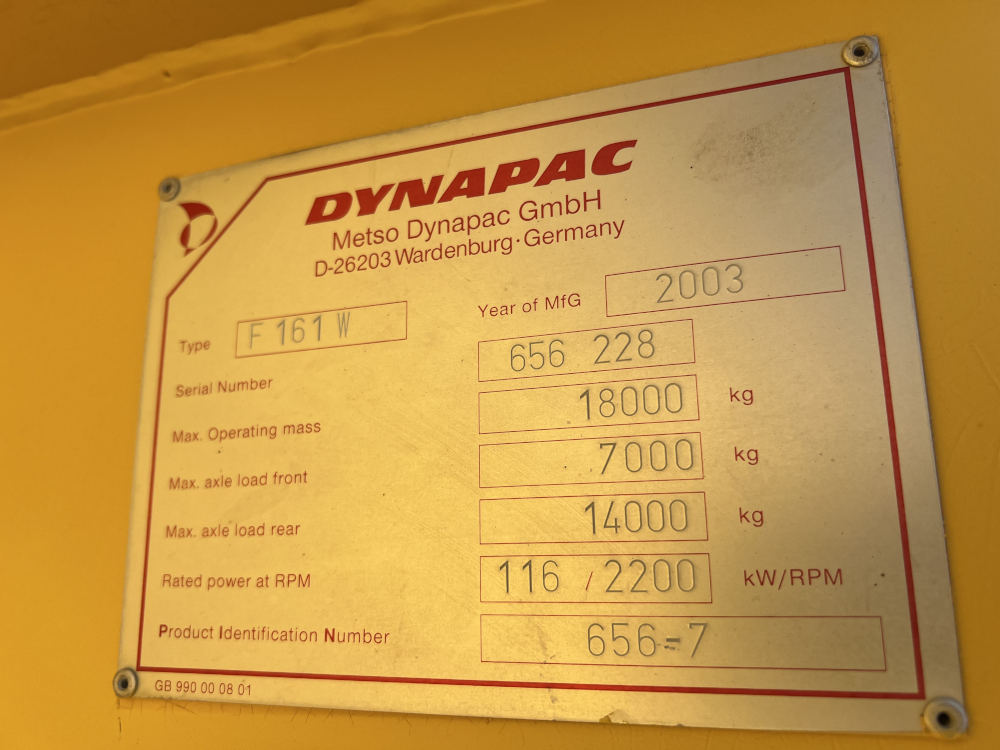 DYNAPAC
Metso Dynapac GmbH
D-26203 Wardenburg · Germany
Type F 161 W Year of MfG 2003
Serial Number 656 228
Max. Operating mass 18000 kg
Max. axle load front 7000 kg
Max. axle load rear 14000 kg
Rated power at RPM 116 / 2200 kW/RPM
Product Identification Number 656-7
GB 990 00 08 01